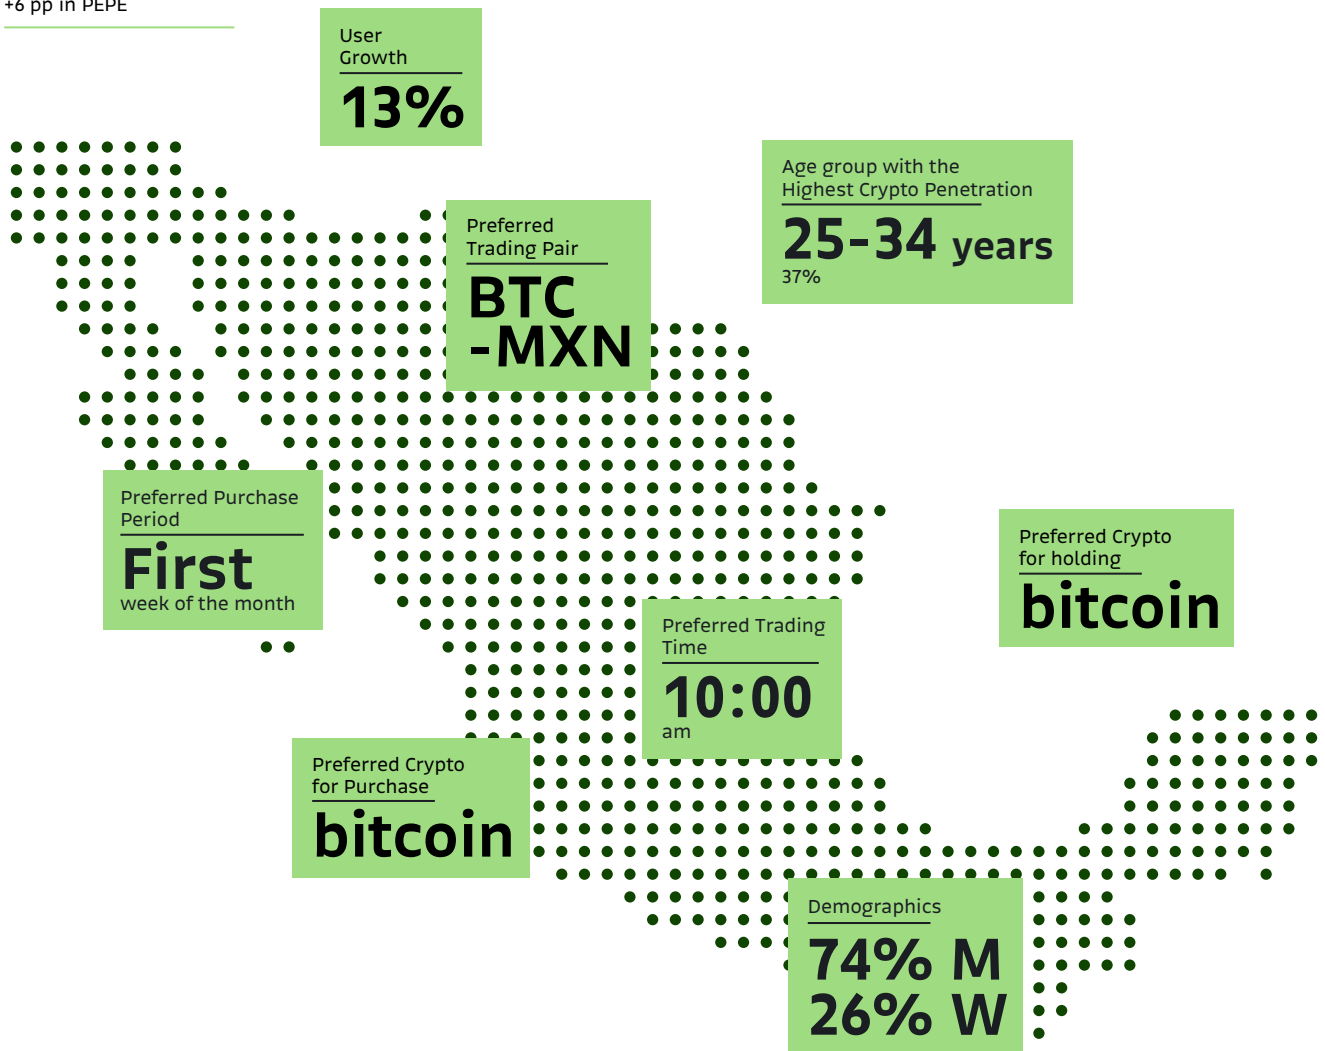 +6 pp in PEPE
User
Growth
13%
Age group with the
Highest Crypto Penetration
25-34 years
37%
Preferred
Trading Pair
BTC
-MXN
Preferred Purchase
Period
First
week of the month
Preferred Crypto
for holding
bitcoin
Preferred Trading
Time
10:00
am
Preferred Crypto
for Purchase
bitcoin
Demographics
74% M
26% W